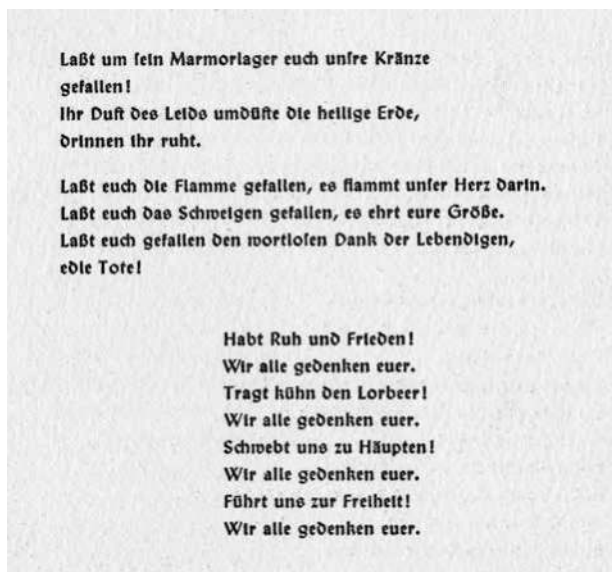 Laßt um sein Marmorlager euch unsre Kränze
gefallen!
Ihr Duft des Leids umdüfte die heilige Erde,
drinnen ihr ruht.
Laßt euch die Flamme gefallen, es flammt unser Herz darin.
Laßt euch das Schweigen gefallen, es ehrt eure Größe.
Laßt euch gefallen den wortlosen Dank der Lebendigen,
edle Tote!
Habt Ruh und Frieden!
Wir alle gedenken euer.
Tragt kühn den Lorbeer!
Wir alle gedenken euer.
Schwebt uns zu Häupten!
Wir alle gedenken euer.
Führt uns zur Freiheit!
Wir alle gedenken euer.